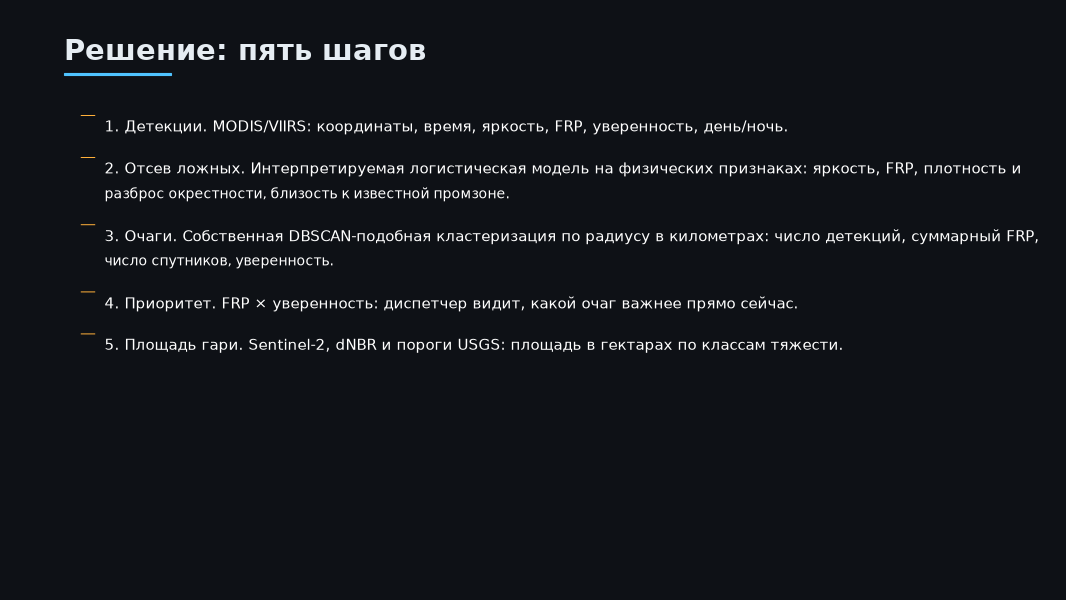 Решение: пять шагов
— 1. Детекции. MODIS/VIIRS: координаты, время, яркость, FRP, уверенность, день/ночь.
— 2. Отсев ложных. Интерпретируемая логистическая модель на физических признаках: яркость, FRP, плотность и
разброс окрестности, близость к известной промзоне.
— 3. Очаги. Собственная DBSCAN-подобная кластеризация по радиусу в километрах: число детекций, суммарный FRP,
число спутников, уверенность.
— 4. Приоритет. FRP × уверенность: диспетчер видит, какой очаг важнее прямо сейчас.
— 5. Площадь гари. Sentinel-2, dNBR и пороги USGS: площадь в гектарах по классам тяжести.